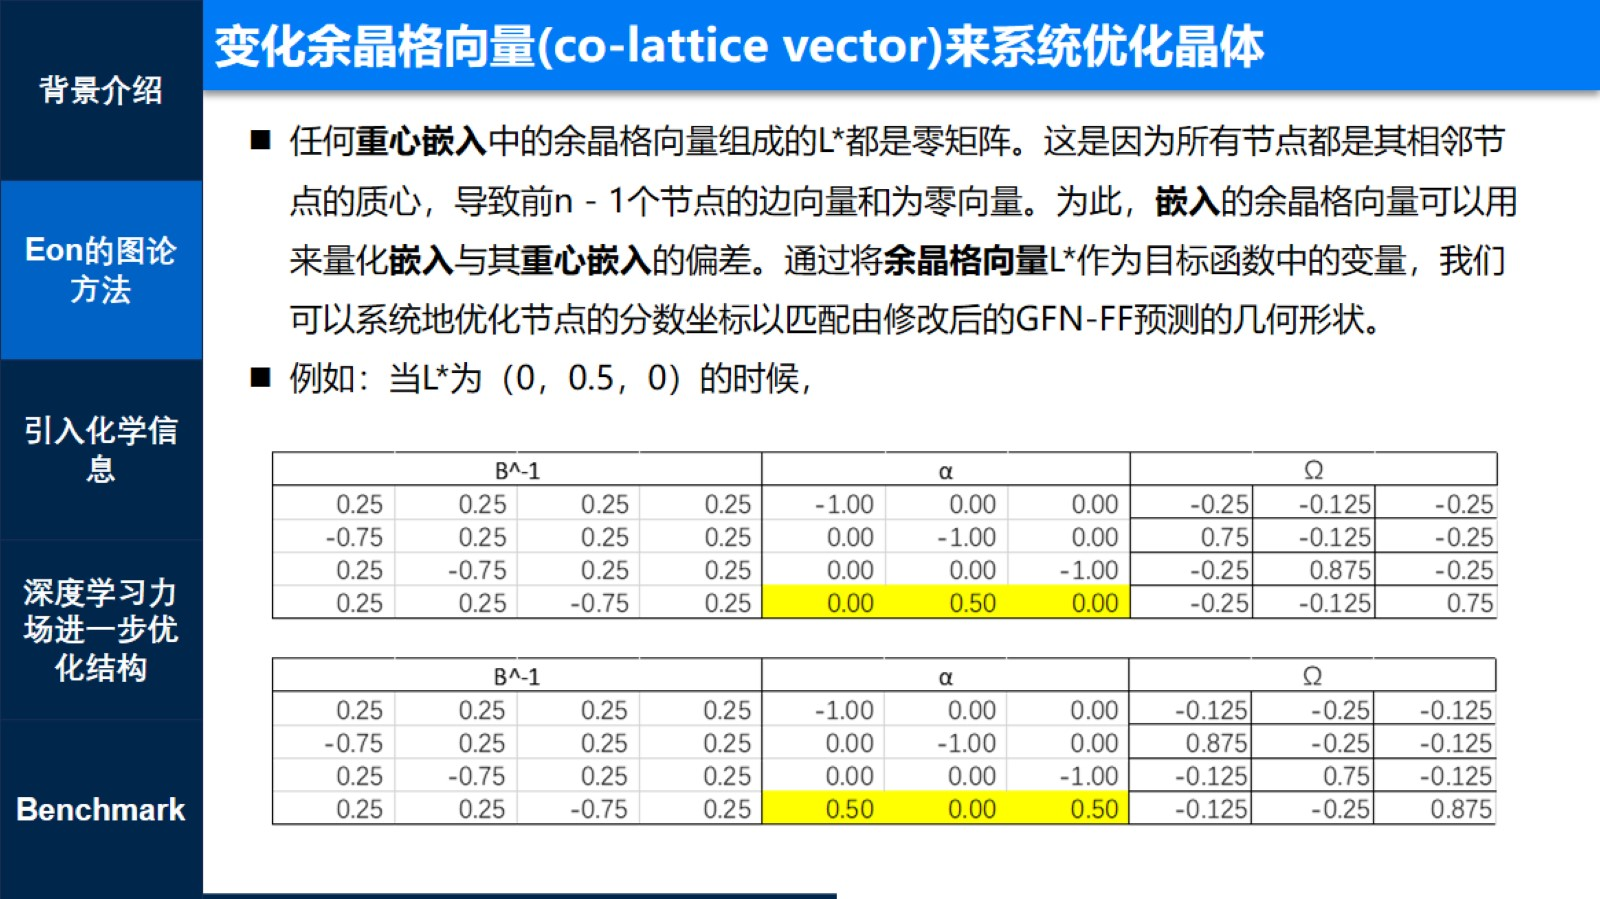 变化余晶格向量(co-lattice vector)来系统优化晶体
背景介绍
Eon的图论
方法
引入化学信
息
深度学习力
场进一步优
化结构
Benchmark
■ 任何重心嵌入中的余晶格向量组成的L*都是零矩阵。这是因为所有节点都是其相邻节
点的质心，导致前n - 1个节点的边向量和为零向量。为此，嵌入的余晶格向量可以用
来量化嵌入与其重心嵌入的偏差。通过将余晶格向量L*作为目标函数中的变量，我们
可以系统地优化节点的分数坐标以匹配由修改后的GFN-FF预测的几何形状。
■ 例如：当L*为（0，0.5，0）的时候，
B^-1 α Ω
0.25 0.25 0.25 0.25 -1.00 0.00 0.00 -0.25 -0.125 -0.25
-0.75 0.25 0.25 0.25 0.00 -1.00 0.00 0.75 -0.125 -0.25
0.25 -0.75 0.25 0.25 0.00 0.00 -1.00 -0.25 0.875 -0.25
0.25 0.25 -0.75 0.25 0.00 0.50 0.00 -0.25 -0.125 0.75
B^-1 α Ω
0.25 0.25 0.25 0.25 -1.00 0.00 0.00 -0.125 -0.25 -0.125
-0.75 0.25 0.25 0.25 0.00 -1.00 0.00 0.875 -0.25 -0.125
0.25 -0.75 0.25 0.25 0.00 0.00 -1.00 -0.125 0.75 -0.125
0.25 0.25 -0.75 0.25 0.50 0.00 0.50 -0.125 -0.25 0.875